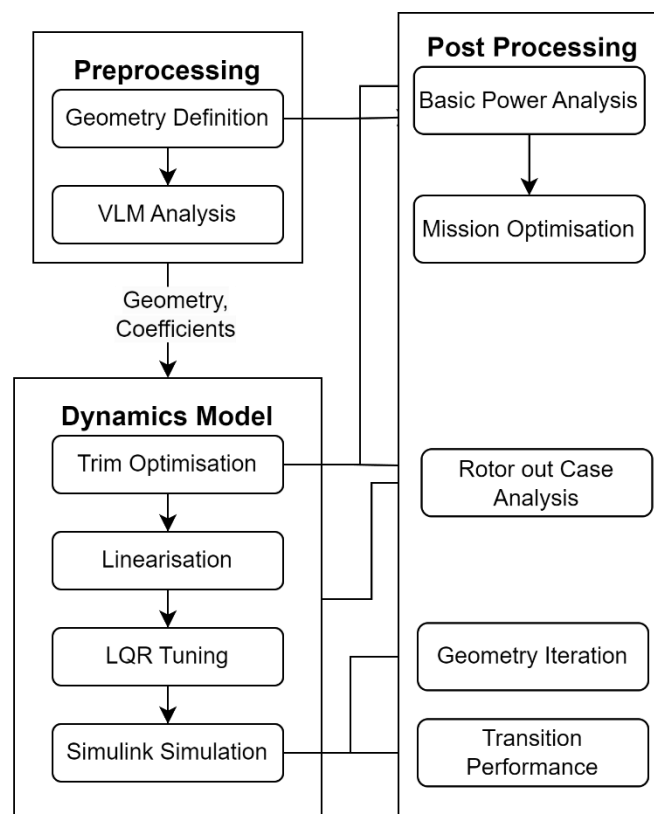 Preprocessing
Geometry Definition
VLM Analysis
Geometry,
Coefficients
Dynamics Model
Trim Optimisation
Linearisation
LQR Tuning
Simulink Simulation
Post Processing
Basic Power Analysis
Mission Optimisation
Rotor out Case
Analysis
Geometry Iteration
Transition
Performance